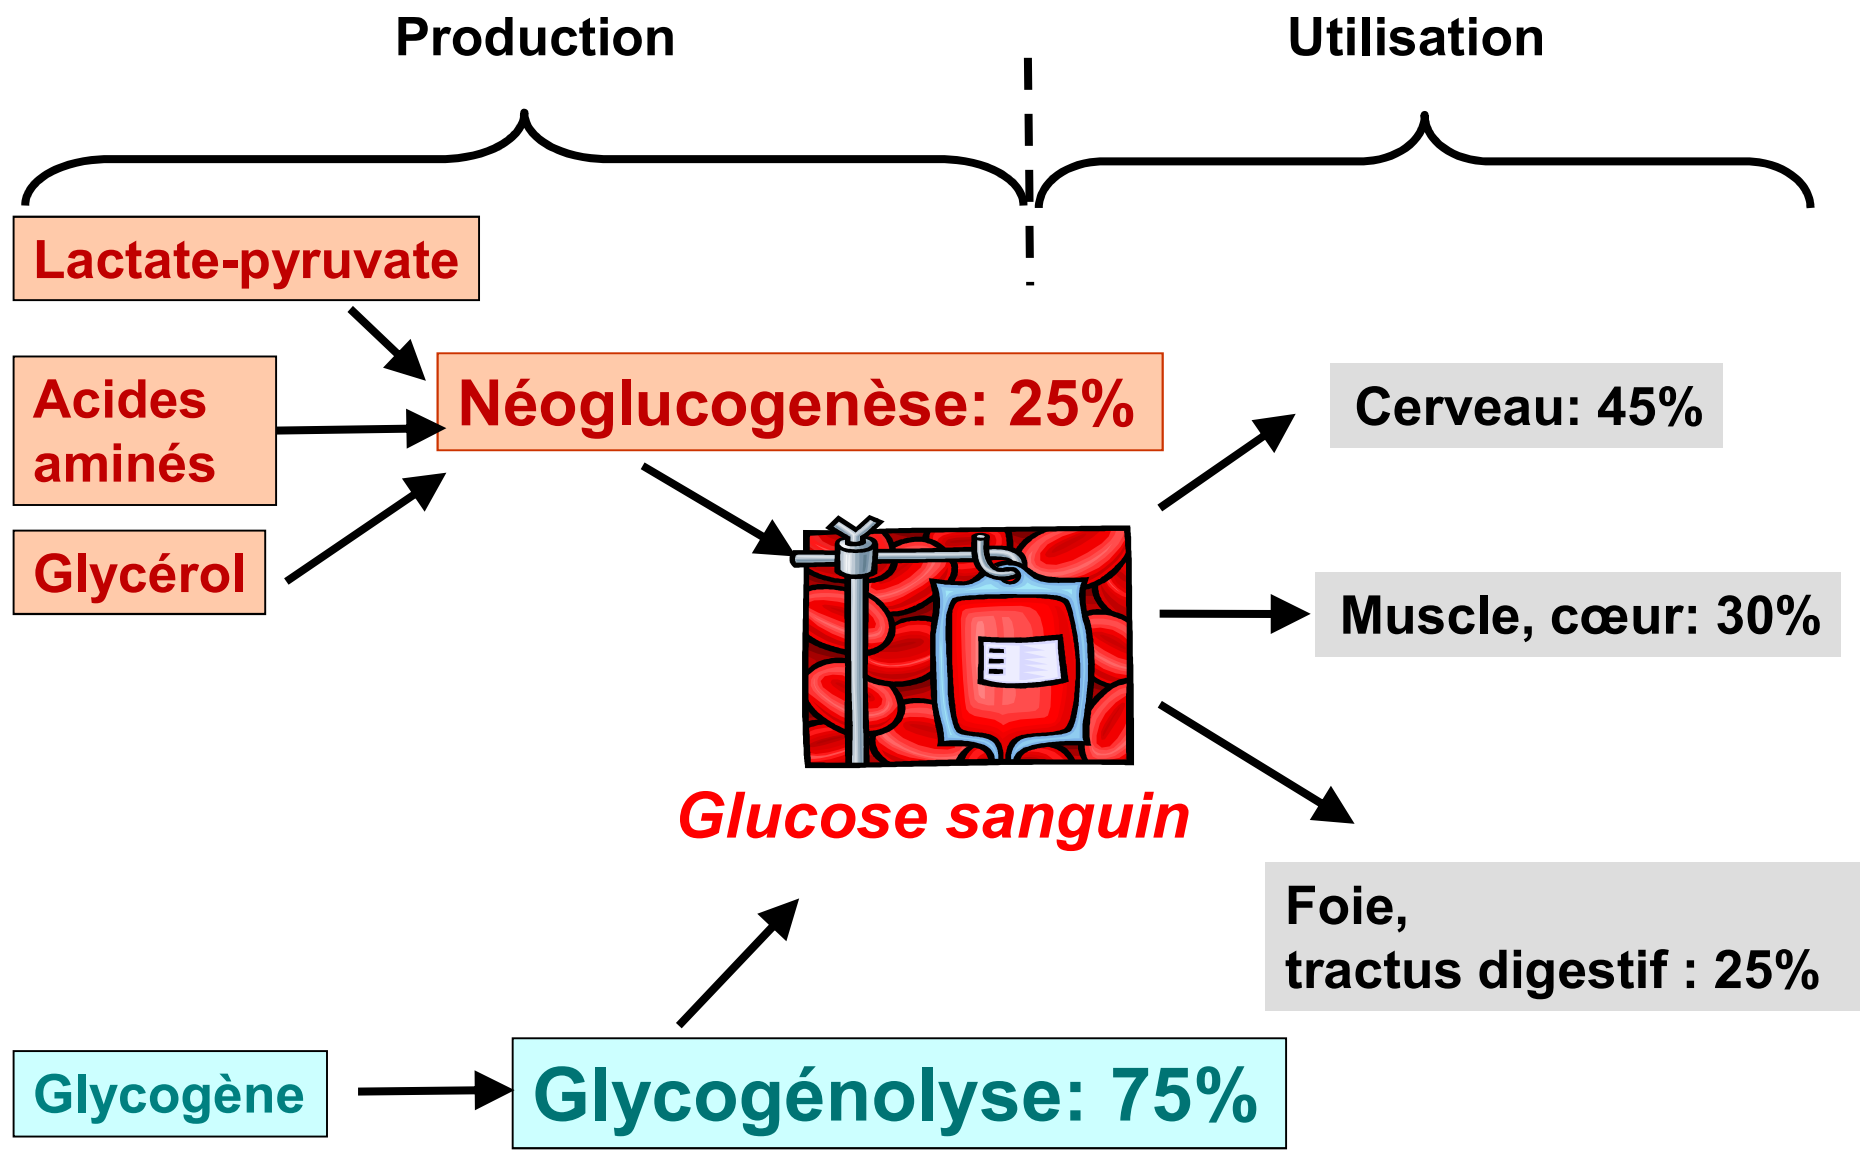 Production
Utilisation
Lactate-pyruvate
Acides
aminés
Glycérol
Néoglucogenèse: 25%
Cerveau: 45%
Muscle, cœur: 30%
Glucose sanguin
Foie,
tractus digestif : 25%
Glycogène
Glycogénolyse: 75%